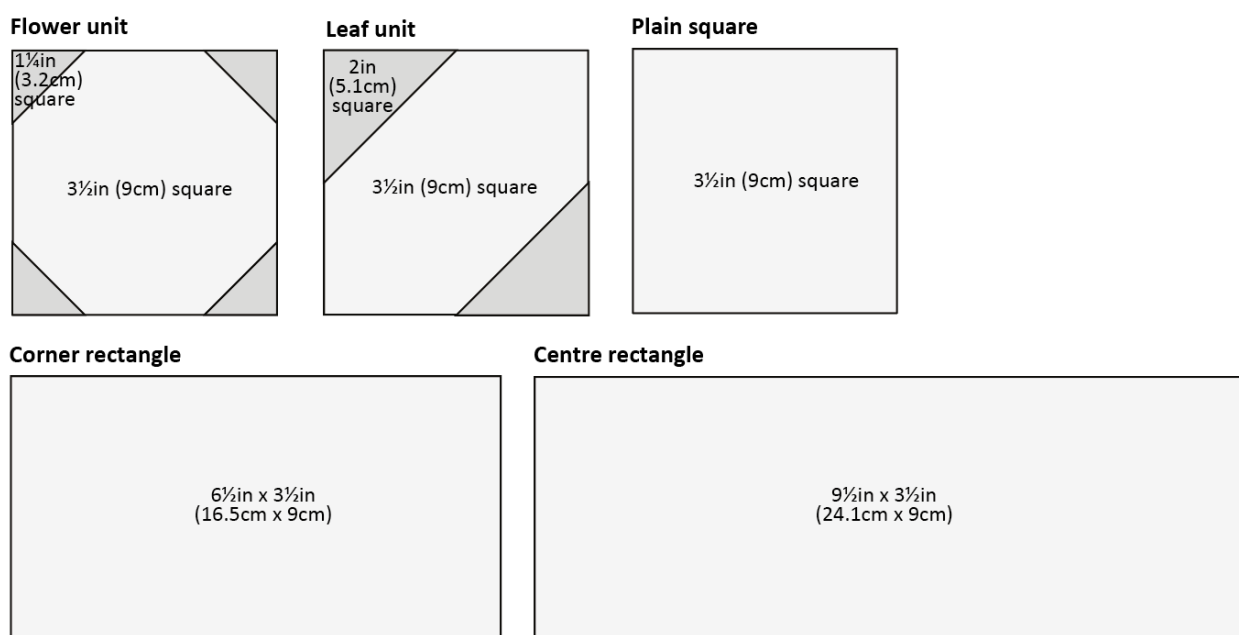 Flower unit
Leaf unit
Plain square
1¼in
(3.2cm)
square
3½in (9cm) square
2in
(5.1cm)
square
3½in (9cm) square
3½in (9cm) square
Corner rectangle
Centre rectangle
6½in x 3½in
(16.5cm x 9cm)
9½in x 3½in
(24.1cm x 9cm)